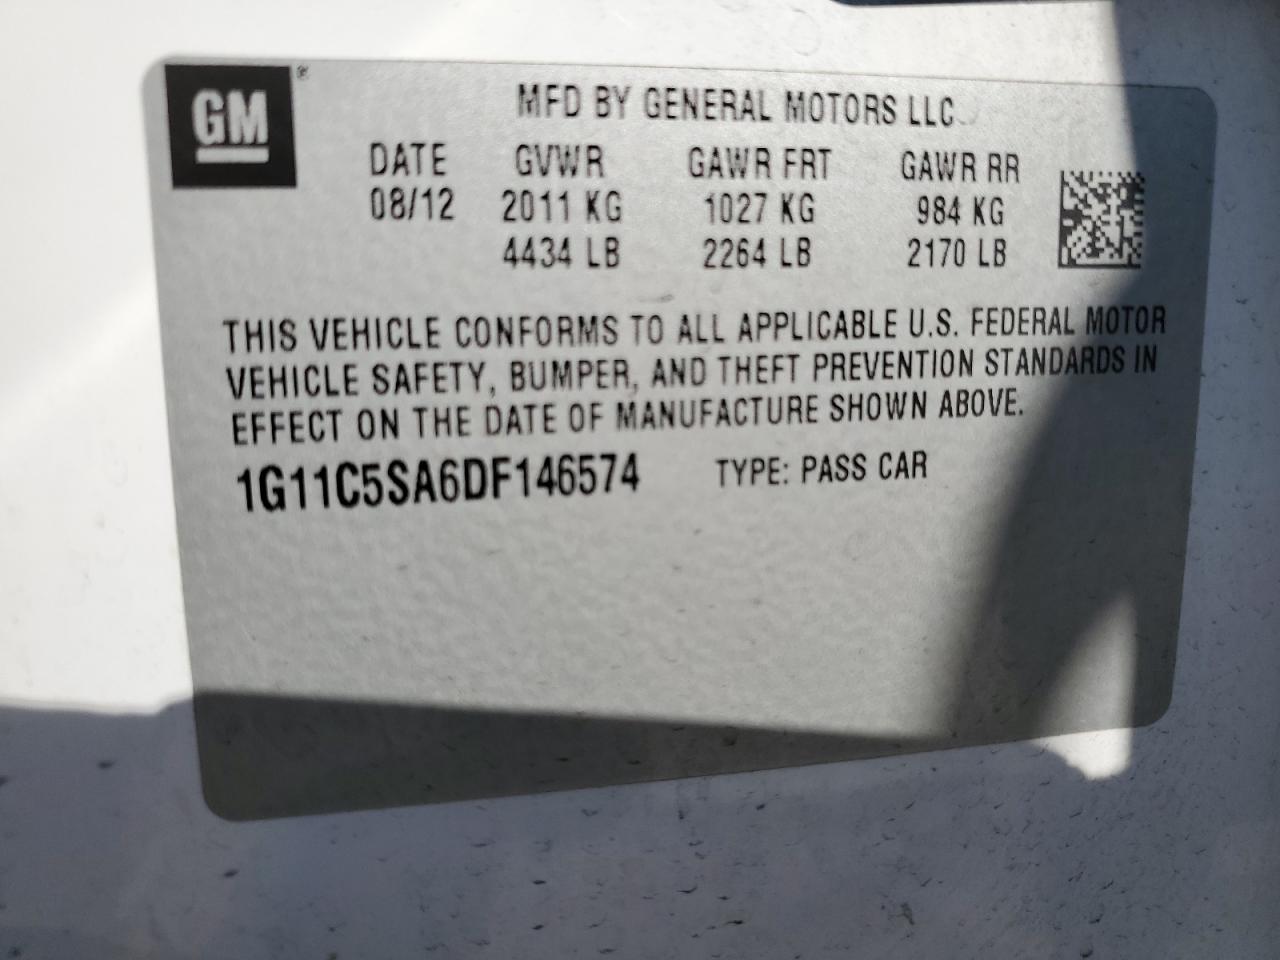 GM
MFD BY GENERAL MOTORS LLC
DATE GVWR GAWR FRT GAWR RR
08/12 2011 KG 1027 KG 984 KG
4434 LB 2264 LB 2170 LB
THIS VEHICLE CONFORMS TO ALL APPLICABLE U.S. FEDERAL MOTOR
VEHICLE SAFETY, BUMPER, AND THEFT PREVENTION STANDARDS IN
EFFECT ON THE DATE OF MANUFACTURE SHOWN ABOVE.
1G11C5SA6DF146574 TYPE: PASS CAR